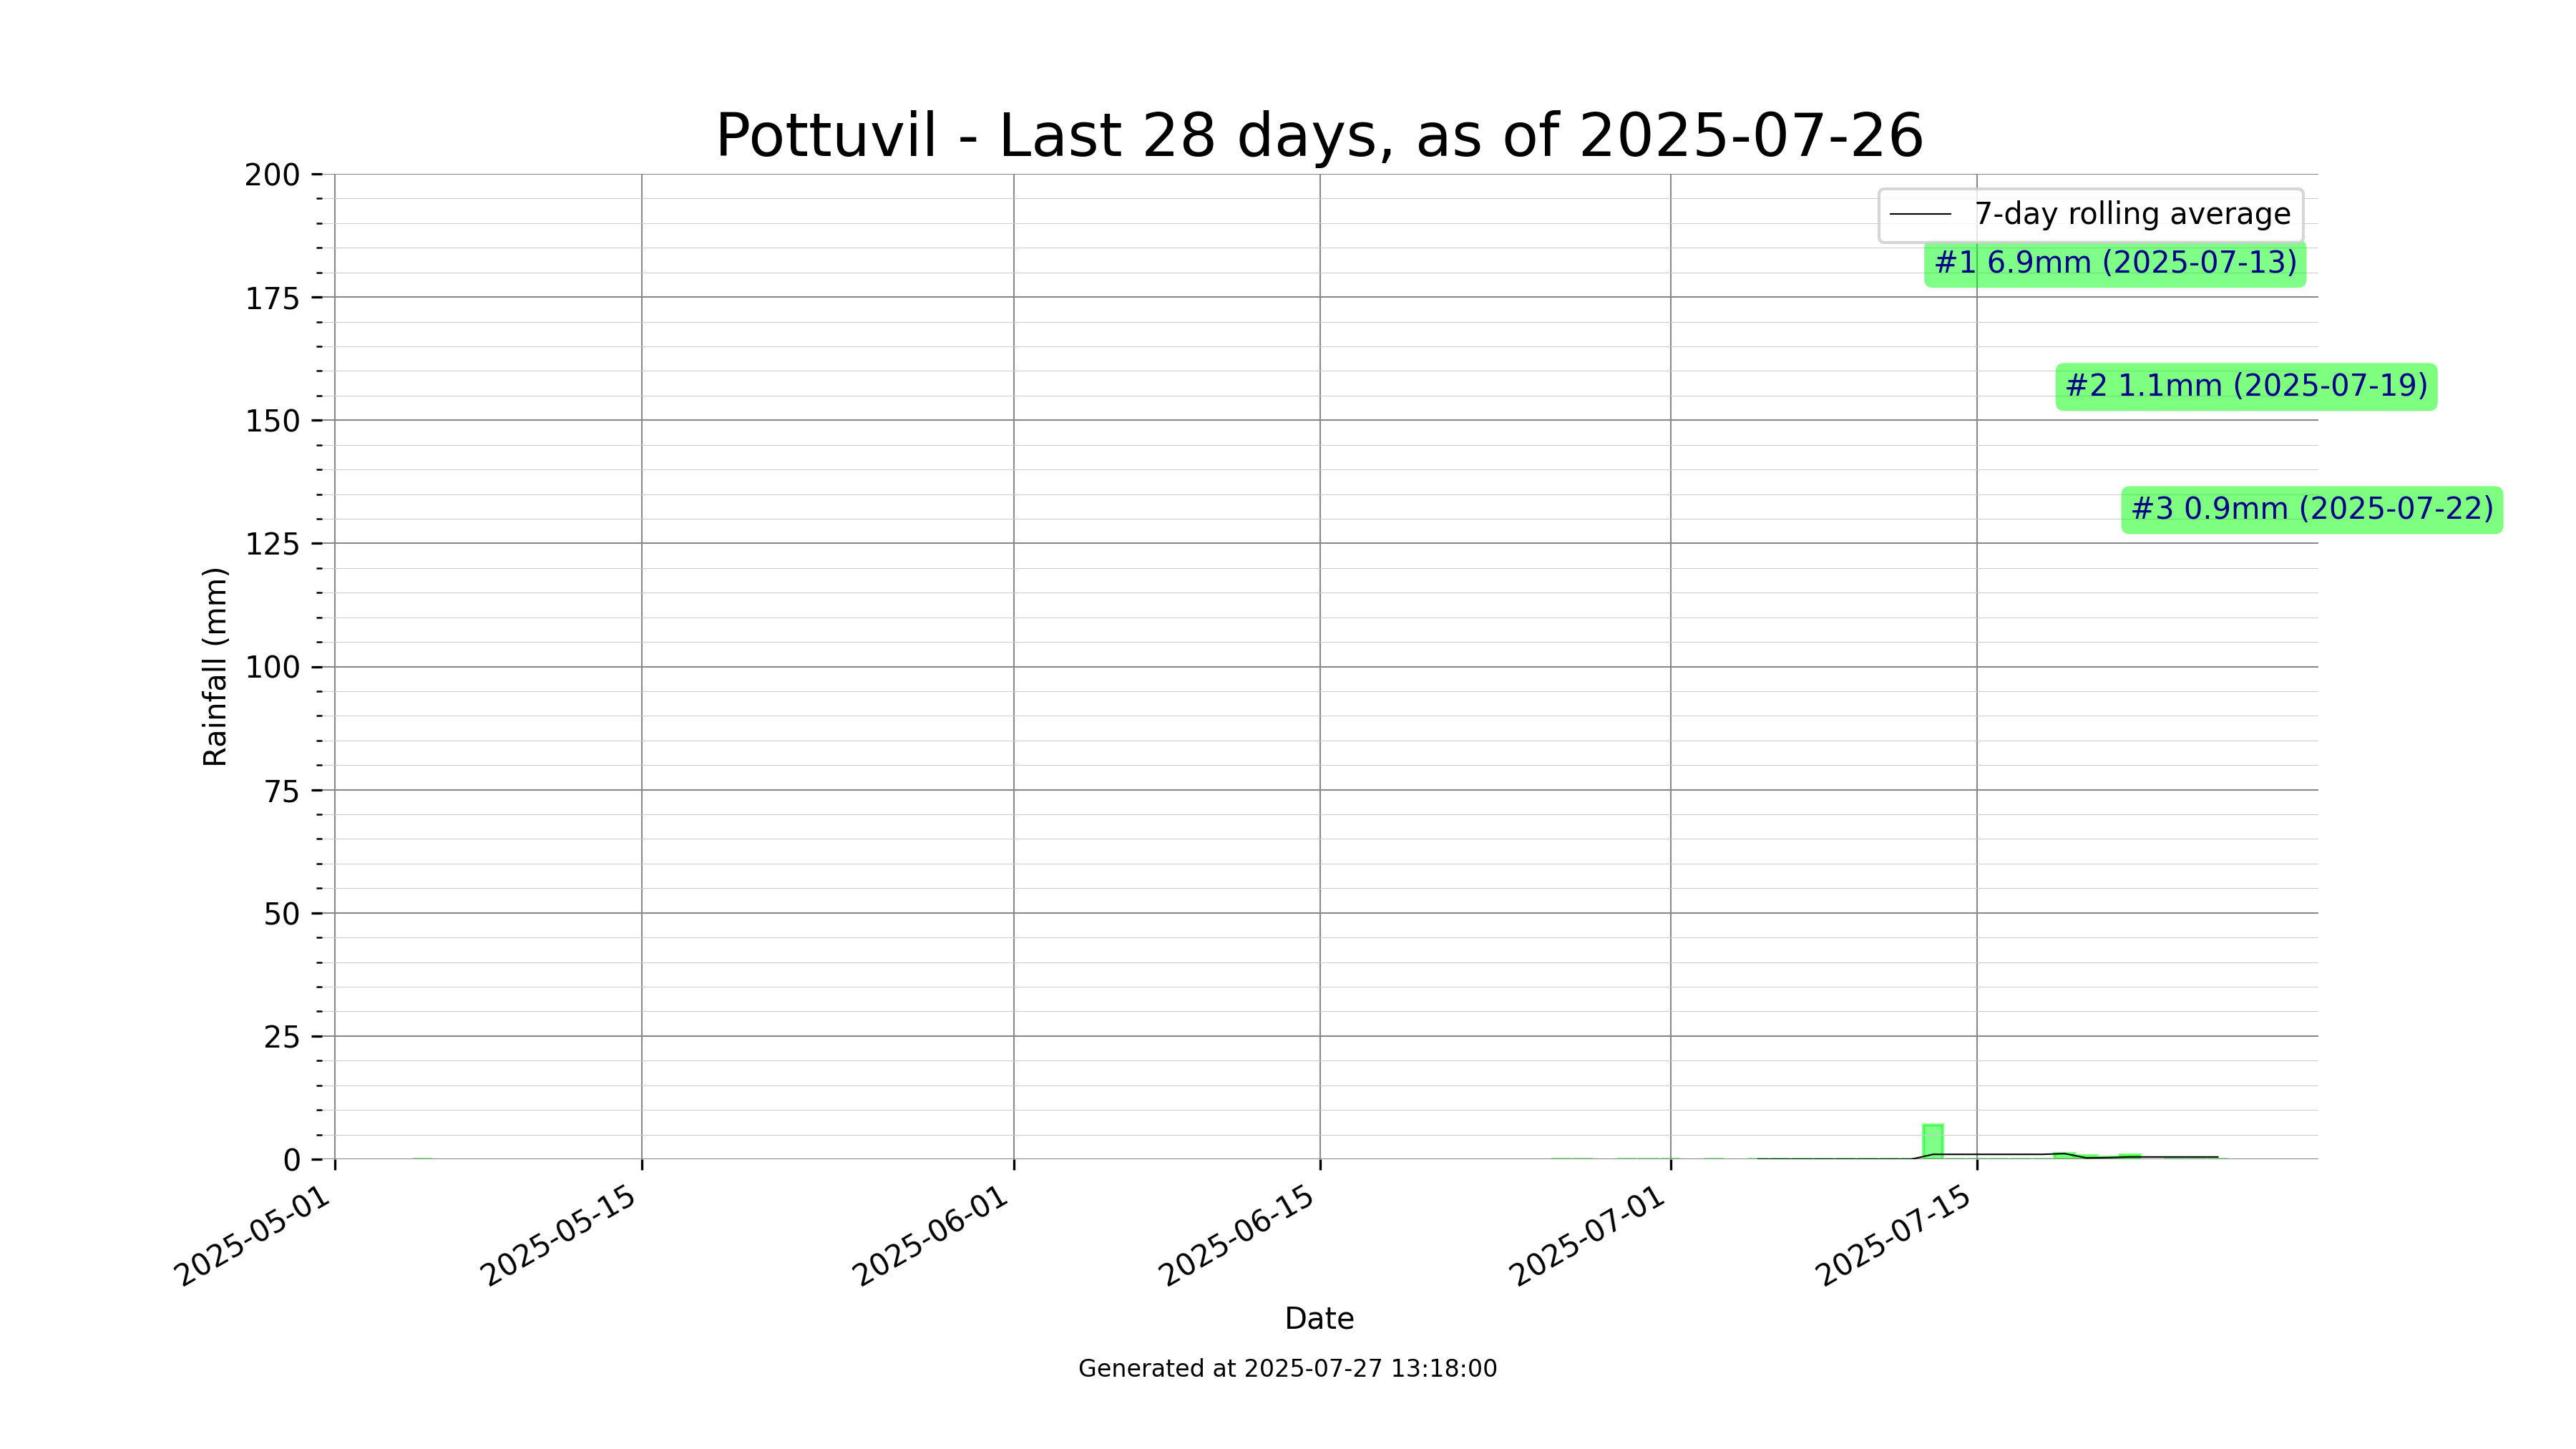 Pottuvil - Last 28 days, as of 2025-07-26
200
175
150
125
100
75
50
25
0
Rainfall (mm)
7-day rolling average
#1 6.9mm (2025-07-13)
#2 1.1mm (2025-07-19)
#3 0.9mm (2025-07-22)
2025-05-01
2025-05-15
2025-06-01
2025-06-15
2025-07-01
2025-07-15
Date
Generated at 2025-07-27 13:18:00